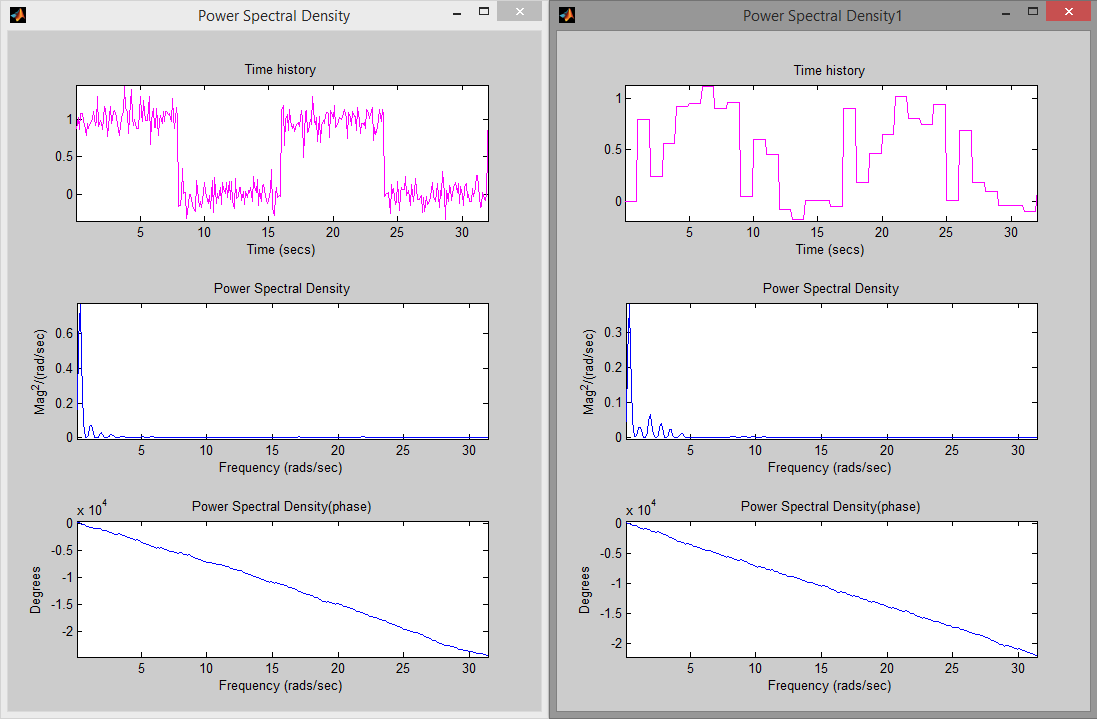 Power Spectral Density
Time history
1
0.5
0
5 10 15 20 25 30
Time (secs)
Power Spectral Density
Mag2/(rad/sec)
0.6
0.4
0.2
0
5 10 15 20 25 30
Frequency (rads/sec)
Power Spectral Density(phase)
x 10^4
Degrees
0
-0.5
-1
-1.5
-2
5 10 15 20 25 30
Frequency (rads/sec)
Power Spectral Density1
Time history
1
0.5
0
5 10 15 20 25 30
Time (secs)
Power Spectral Density
Mag2/(rad/sec)
0.3
0.2
0.1
0
5 10 15 20 25 30
Frequency (rads/sec)
Power Spectral Density(phase)
x 10^4
Degrees
0
-0.5
-1
-1.5
-2
5 10 15 20 25 30
Frequency (rads/sec)